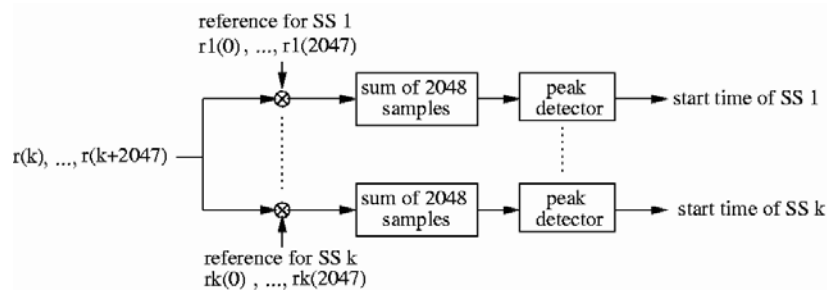 reference for SS 1
r1(0) , ..., r1(2047)
sum of 2048
samples
peak
detector
start time of SS 1
r(k), ..., r(k+2047)
sum of 2048
samples
peak
detector
start time of SS k
reference for SS k
rk(0) , ..., rk(2047)